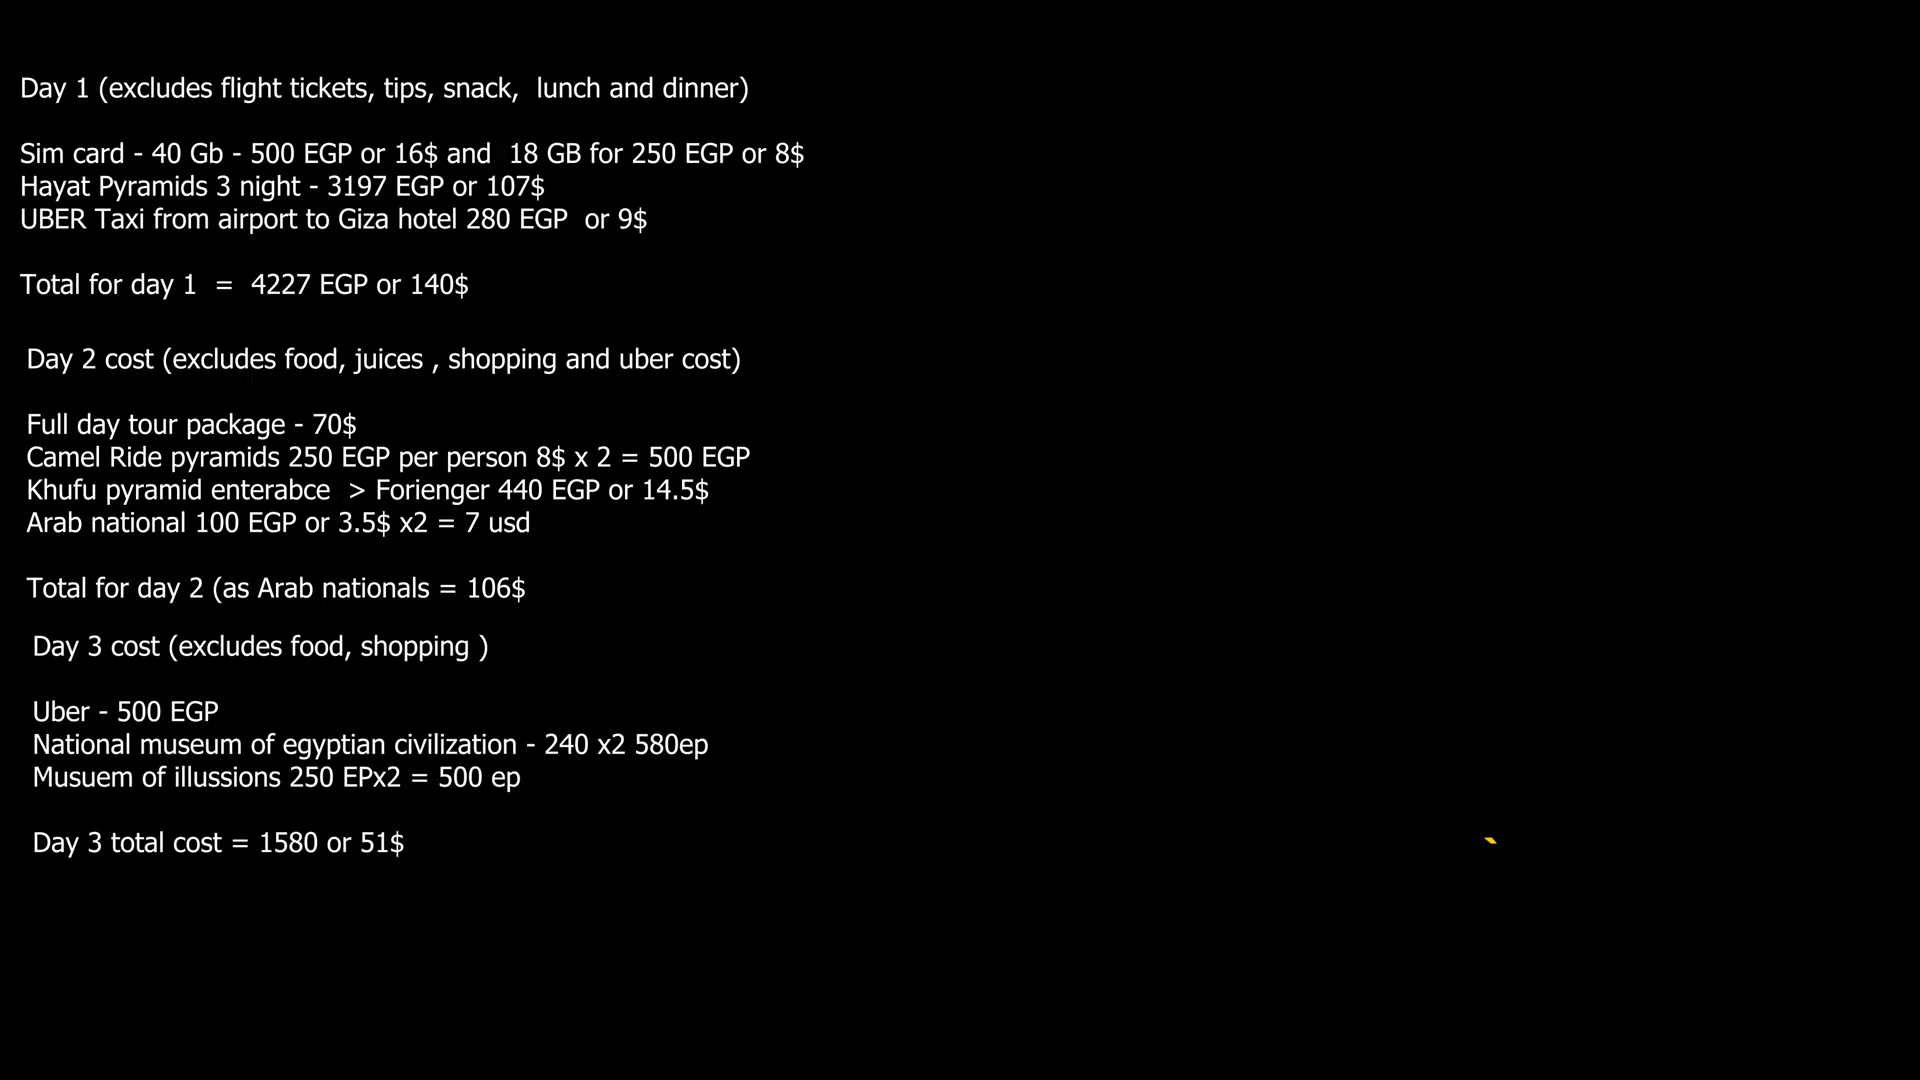 Day 1 (excludes flight tickets, tips, snack,  lunch and dinner)
Sim card - 40 Gb - 500 EGP or 16$ and  18 GB for 250 EGP or 8$
Hayat Pyramids 3 night - 3197 EGP or 107$
UBER Taxi from airport to Giza hotel 280 EGP  or 9$
Total for day 1  =  4227 EGP or 140$
Day 2 cost (excludes food, juices , shopping and uber cost)
Full day tour package - 70$
Camel Ride pyramids 250 EGP per person 8$ x 2 = 500 EGP
Khufu pyramid enterabce  > Forienger 440 EGP or 14.5$
Arab national 100 EGP or 3.5$ x2 = 7 usd
Total for day 2 (as Arab nationals = 106$
Day 3 cost (excludes food, shopping )
Uber - 500 EGP
National museum of egyptian civilization - 240 x2 580ep
Musuem of illussions 250 EPx2 = 500 ep
Day 3 total cost = 1580 or 51$